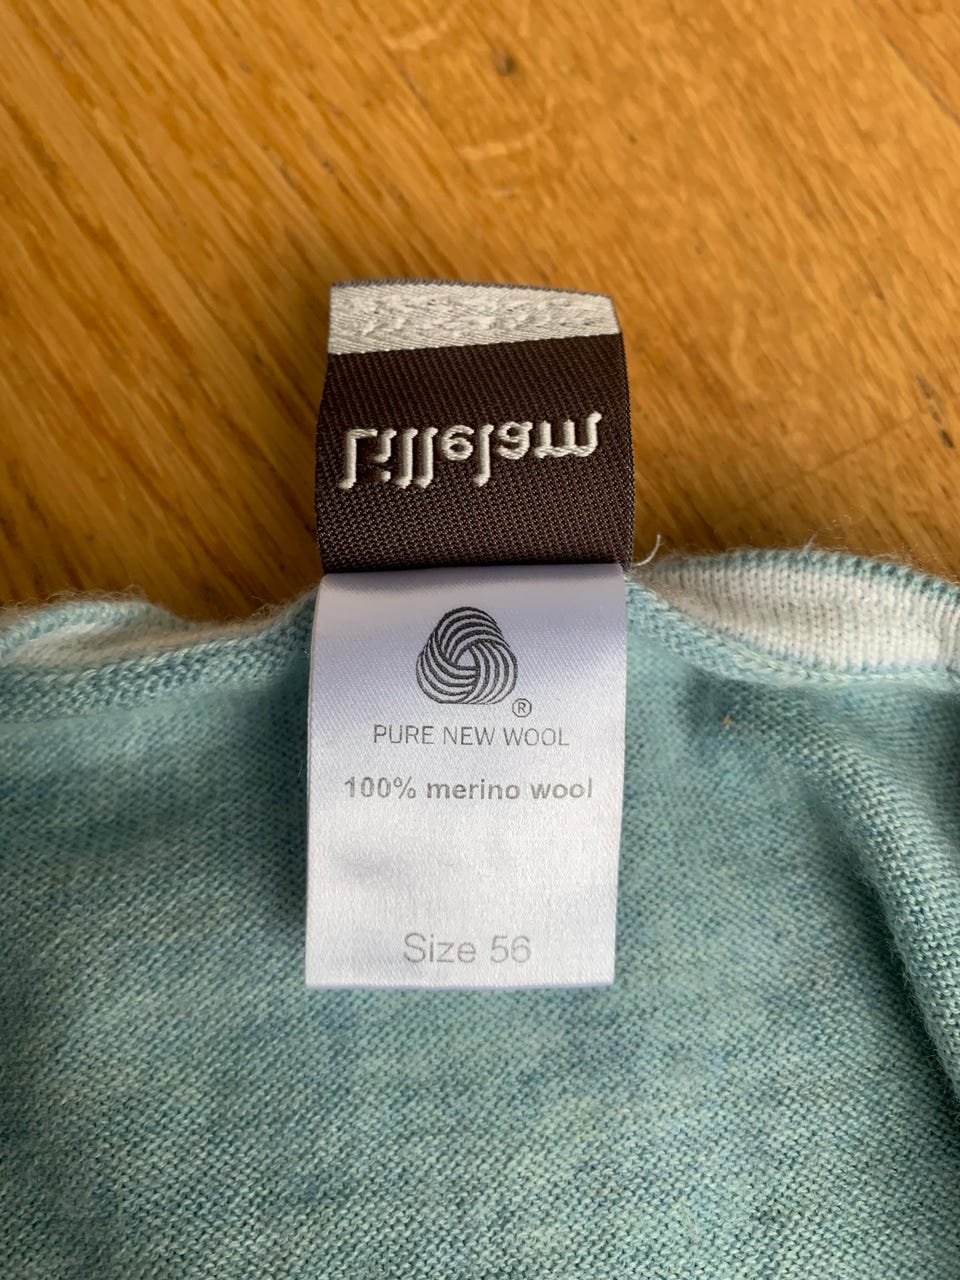 Lillelam
®
PURE NEW WOOL
100% merino wool
Size 56